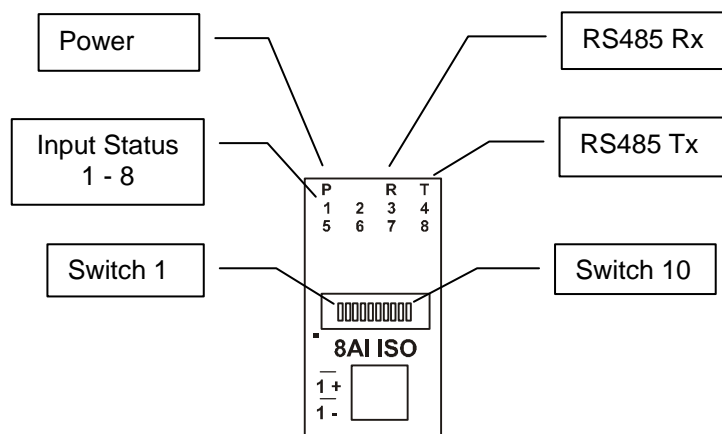 Power
RS485 Rx
Input Status
1 - 8
RS485 Tx
P R T
1 2 3 4
5 6 7 8
Switch 1
Switch 10
8AI ISO
1 +
1 -